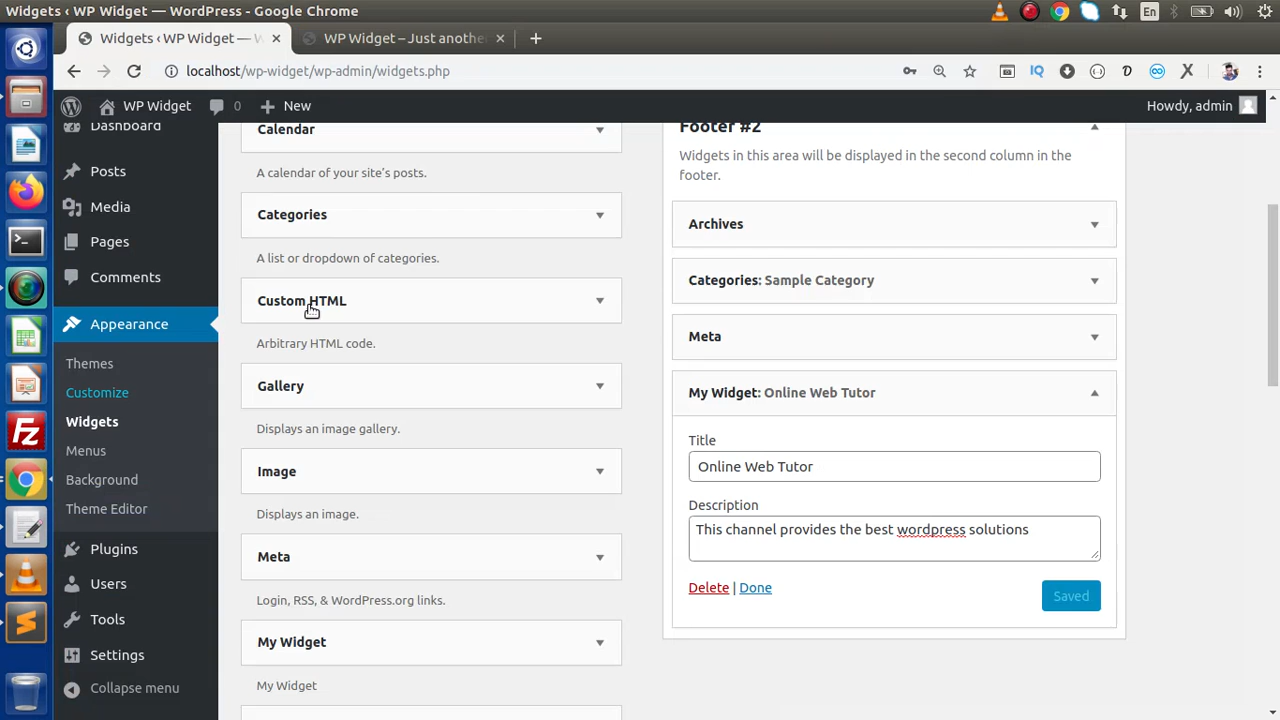 Widgets ‹ WP Widget — WordPress - Google Chrome
En
Widgets ‹ WP Widget — W
WP Widget – Just anothe
localhost/wp-widget/wp-admin/widgets.php
IQ
D
X
WP Widget
0
New
Howdy, admin
Dashboard
Posts
Media
Pages
Comments
Appearance
Themes
Customize
Widgets
Menus
Background
Theme Editor
Plugins
Users
Tools
Settings
Collapse menu
Calendar
A calendar of your site's posts.
Categories
A list or dropdown of categories.
Custom HTML
Arbitrary HTML code.
Gallery
Displays an image gallery.
Image
Displays an image.
Meta
Login, RSS, & WordPress.org links.
My Widget
My Widget
Footer #2
Widgets in this area will be displayed in the second column in the
footer.
Archives
Categories: Sample Category
Meta
My Widget: Online Web Tutor
Title
Online Web Tutor
Description
This channel provides the best wordpress solutions
Delete | Done
Saved
Fz